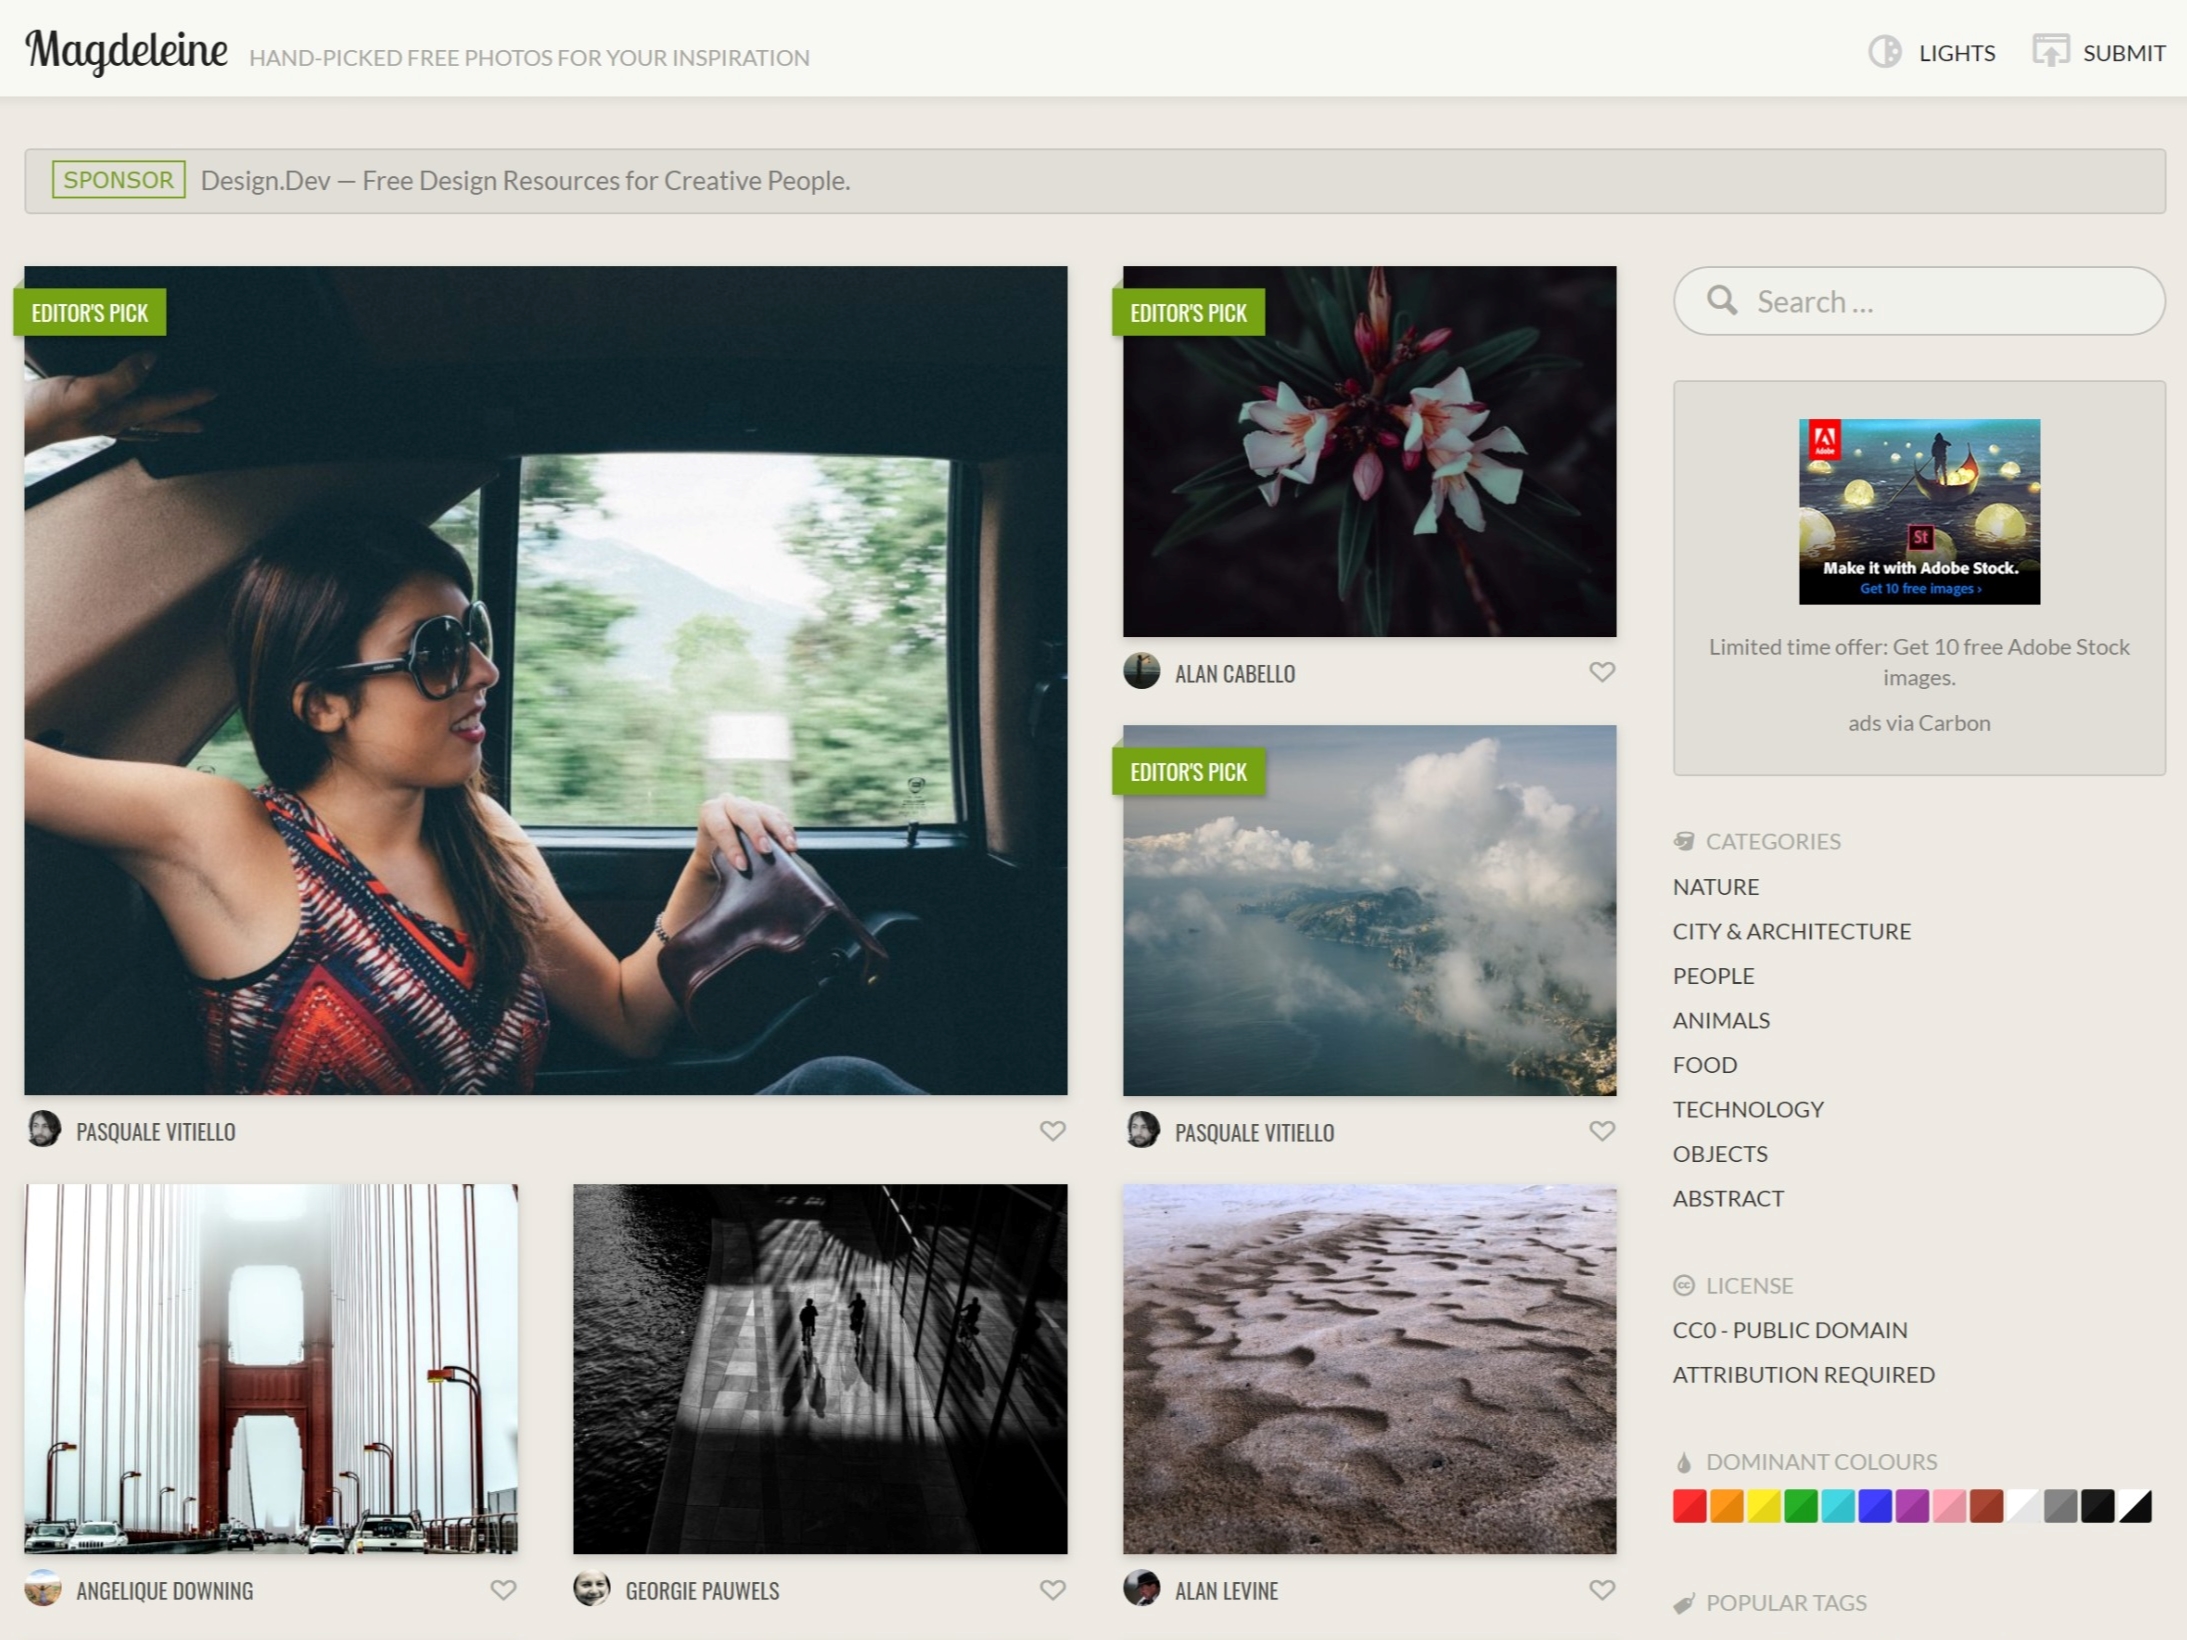 Magdeleine HAND-PICKED FREE PHOTOS FOR YOUR INSPIRATION
LIGHTS
SUBMIT
SPONSOR Design.Dev — Free Design Resources for Creative People.
EDITOR'S PICK
PASQUALE VITIELLO
EDITOR'S PICK
ALAN CABELLO
EDITOR'S PICK
PASQUALE VITIELLO
ANGELIQUE DOWNING
GEORGIE PAUWELS
ALAN LEVINE
Search ...
Adobe
St
Make it with Adobe Stock.
Get 10 free images ›
Limited time offer: Get 10 free Adobe Stock
images.
ads via Carbon
CATEGORIES
NATURE
CITY & ARCHITECTURE
PEOPLE
ANIMALS
FOOD
TECHNOLOGY
OBJECTS
ABSTRACT
cc LICENSE
CC0 - PUBLIC DOMAIN
ATTRIBUTION REQUIRED
DOMINANT COLOURS
POPULAR TAGS